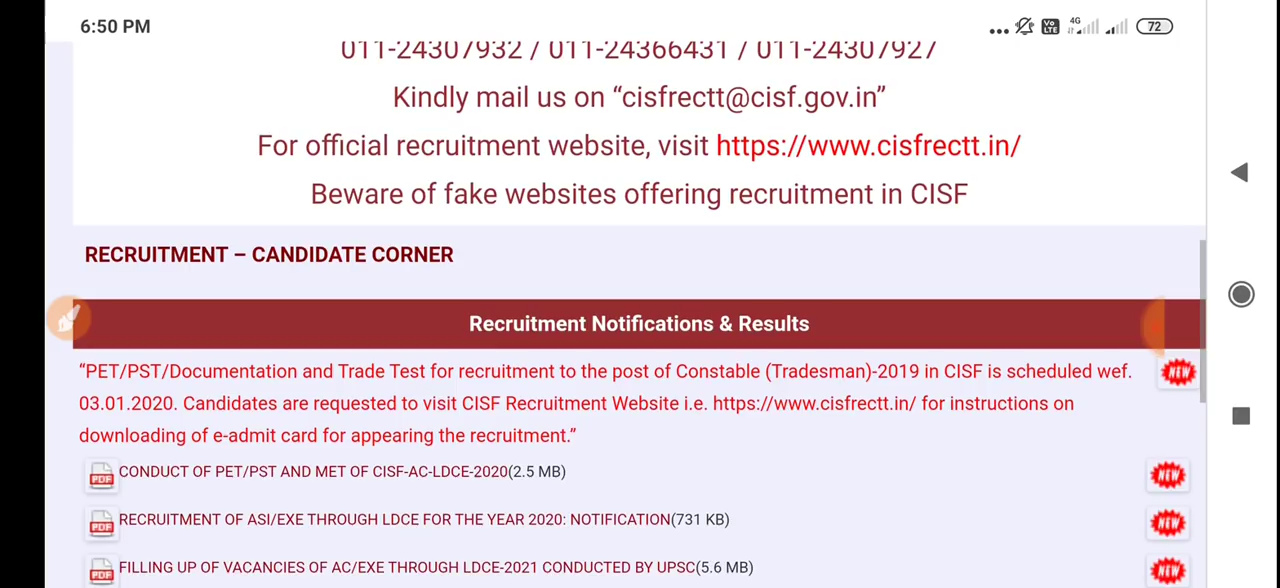 6:50 PM
... Vo LTE 4G 72
011-24307932 / 011-24366431 / 011-24307927
Kindly mail us on “cisfrectt@cisf.gov.in”
For official recruitment website, visit https://www.cisfrectt.in/
Beware of fake websites offering recruitment in CISF
RECRUITMENT – CANDIDATE CORNER
Recruitment Notifications & Results
“PET/PST/Documentation and Trade Test for recruitment to the post of Constable (Tradesman)-2019 in CISF is scheduled wef. NEW
03.01.2020. Candidates are requested to visit CISF Recruitment Website i.e. https://www.cisfrectt.in/ for instructions on
downloading of e-admit card for appearing the recruitment.”
PDF CONDUCT OF PET/PST AND MET OF CISF-AC-LDCE-2020(2.5 MB) NEW
PDF RECRUITMENT OF ASI/EXE THROUGH LDCE FOR THE YEAR 2020: NOTIFICATION(731 KB) NEW
PDF FILLING UP OF VACANCIES OF AC/EXE THROUGH LDCE-2021 CONDUCTED BY UPSC(5.6 MB) NEW